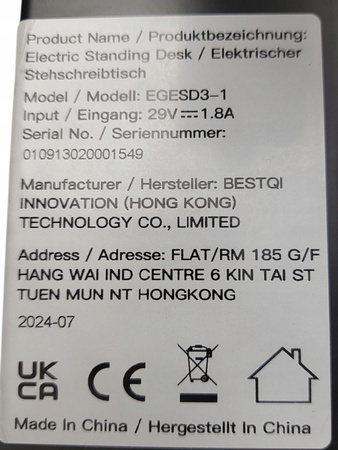 Product Name / Produktbezeichnung:
Electric Standing Desk / Elektrischer
Stehschreibtisch
Model / Modell: EGESD3-1
Input / Eingang: 29V⎓1.8A
Serial No. / Seriennummer:
010913020001549
Manufacturer / Hersteller: BESTQI
INNOVATION (HONG KONG)
TECHNOLOGY CO., LIMITED
Address / Adresse: FLAT/RM 185 G/F
HANG WAI IND CENTRE 6 KIN TAI ST
TUEN MUN NT HONGKONG
2024-07
UK
CA CE
Made In China / Hergestellt In China